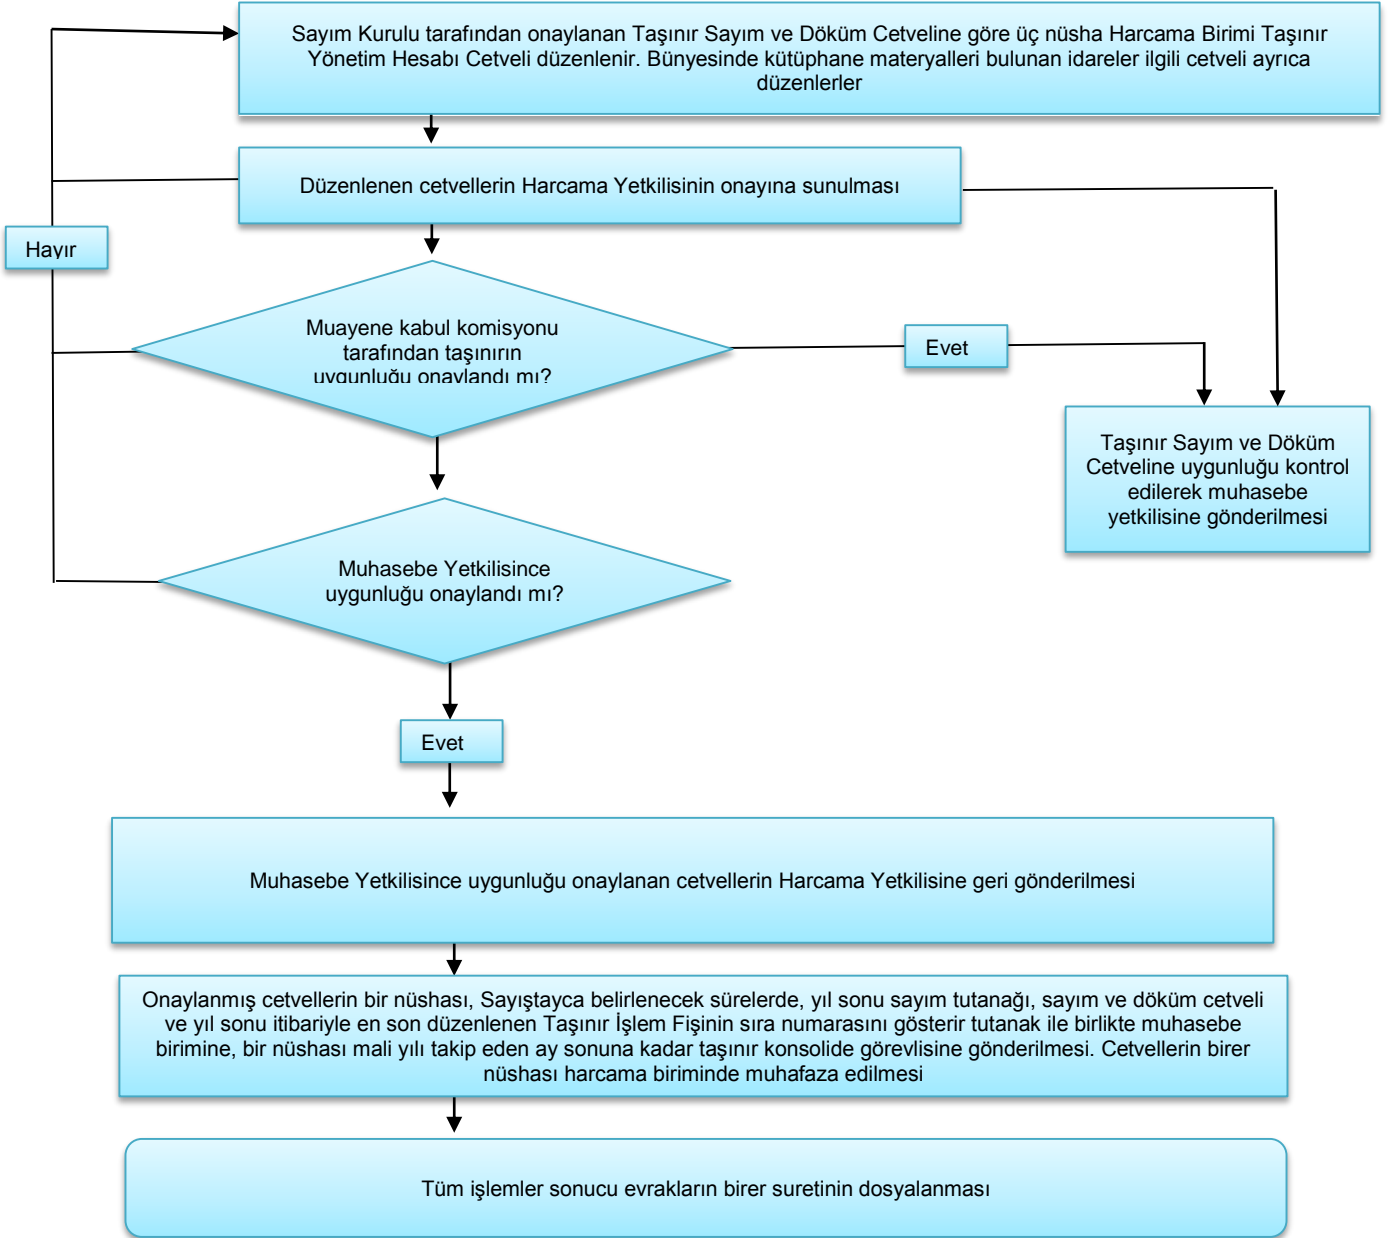 Sayım Kurulu tarafından onaylanan Taşınır Sayım ve Döküm Cetveline göre üç nüsha Harcama Birimi Taşınır
Yönetim Hesabı Cetveli düzenlenir. Bünyesinde kütüphane materyalleri bulunan idareler ilgili cetveli ayrıca
düzenlerler
Düzenlenen cetvellerin Harcama Yetkilisinin onayına sunulması
Hayır
Muayene kabul komisyonu
tarafından taşınırın
uygunluğu onaylandı mı?
Evet
Taşınır Sayım ve Döküm
Cetveline uygunluğu kontrol
edilerek muhasebe
yetkilisine gönderilmesi
Muhasebe Yetkilisince
uygunluğu onaylandı mı?
Evet
Muhasebe Yetkilisince uygunluğu onaylanan cetvellerin Harcama Yetkilisine geri gönderilmesi
Onaylanmış cetvellerin bir nüshası, Sayıştayca belirlenecek sürelerde, yıl sonu sayım tutanağı, sayım ve döküm cetveli
ve yıl sonu itibariyle en son düzenlenen Taşınır İşlem Fişinin sıra numarasını gösterir tutanak ile birlikte muhasebe
birimine, bir nüshası mali yılı takip eden ay sonuna kadar taşınır konsolide görevlisine gönderilmesi. Cetvellerin birer
nüshası harcama biriminde muhafaza edilmesi
Tüm işlemler sonucu evrakların birer suretinin dosyalanması